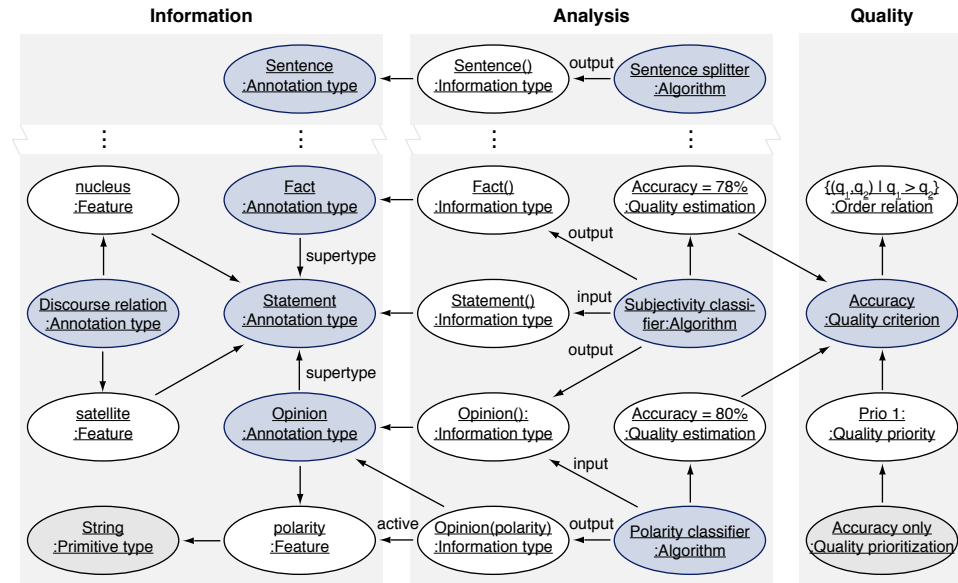 Information
Analysis
Quality
Sentence
:Annotation type
Sentence()
:Information type
output
Sentence splitter
:Algorithm
nucleus
:Feature
Fact
:Annotation type
Fact()
:Information type
Accuracy = 78%
:Quality estimation
{(q1,q2) | q1 > q2}
:Order relation
supertype
output
Discourse relation
:Annotation type
Statement
:Annotation type
Statement()
:Information type
input
Subjectivity classi-
fier:Algorithm
Accuracy
:Quality criterion
supertype
output
satellite
:Feature
Opinion
:Annotation type
Opinion():
:Information type
Accuracy = 80%
:Quality estimation
Prio 1:
:Quality priority
input
String
:Primitive type
polarity
:Feature
active
Opinion(polarity)
:Information type
output
Polarity classifier
:Algorithm
Accuracy only
:Quality prioritization